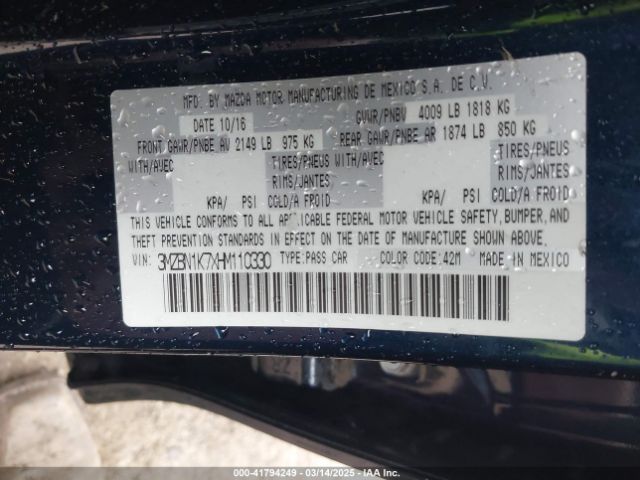 MFD. BY MAZDA MOTOR MANUFACTURING DE MEXICO S.A. DE C.V.
DATE 10/16 GVWR/PNBV 4009 LB 1818 KG
FRONT GAWR/PNBE AV 2149 LB 975 KG REAR GAWR/PNBE AR 1874 LB 850 KG
WITH/AVEC TIRES/PNEUS WITH/AVEC TIRES/PNEUS
RIMS/JANTES RIMS/JANTES
KPA/ PSI COLD/A FROID KPA/ PSI COLD/A FROID
THIS VEHICLE CONFORMS TO ALL APPLICABLE FEDERAL MOTOR VEHICLE SAFETY, BUMPER, AND
THEFT PREVENTION STANDARDS IN EFFECT ON THE DATE OF MANUFACTURE SHOWN ABOVE.
VIN: 3MZBN1K7XHM110330 TYPE:PASS CAR COLOR CODE:42M MADE IN MEXICO
000-41794249 - 03/14/2025 - IAA Inc.